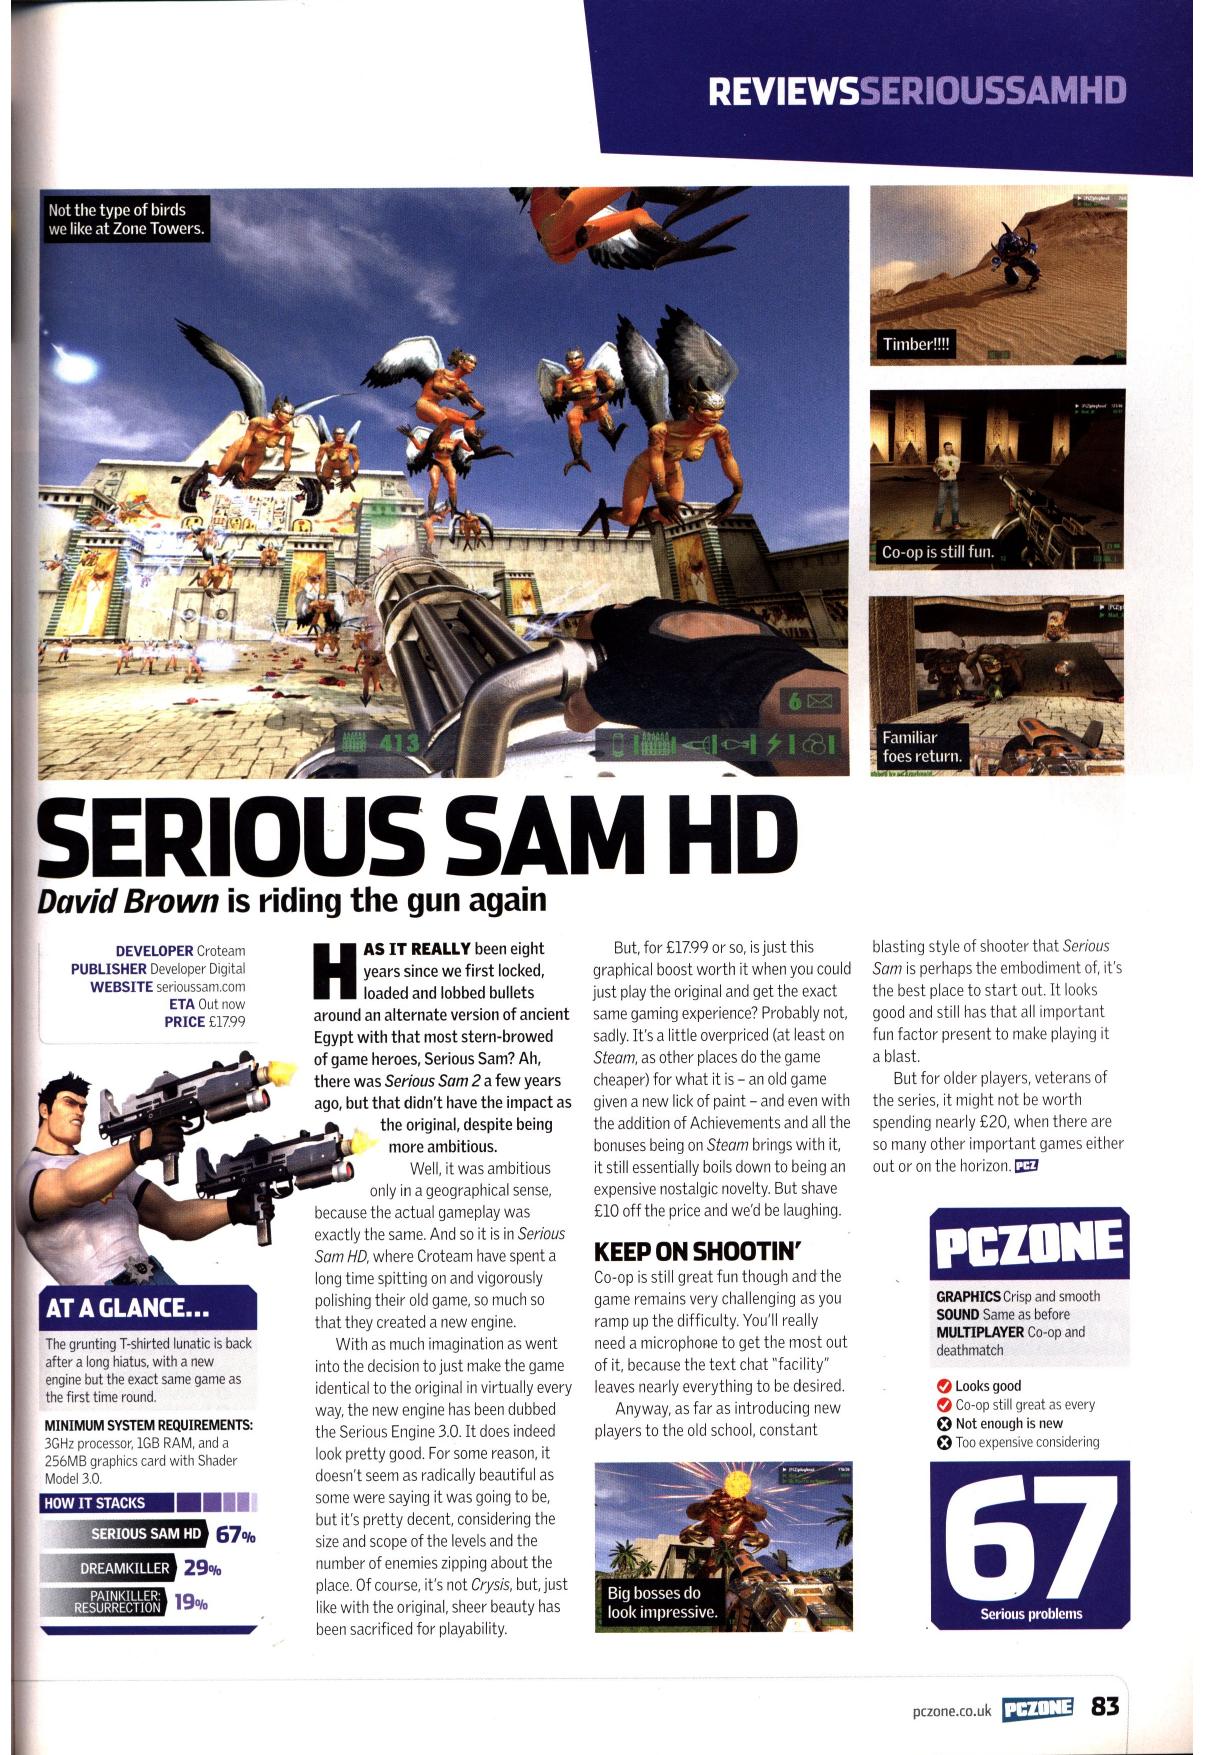 REVIEWSSERIOUSSAMHD
Not the type of birds
we like at Zone Towers.
Timber!!!!
Co-op is still fun.
Familiar
foes return.
6
413
SERIOUS SAM HD
David Brown is riding the gun again
DEVELOPER Croteam
PUBLISHER Developer Digital
WEBSITE serioussam.com
ETA Out now
PRICE £17.99
AT A GLANCE...
The grunting T-shirted lunatic is back
after a long hiatus, with a new
engine but the exact same game as
the first time round.
MINIMUM SYSTEM REQUIREMENTS:
3GHz processor, 1GB RAM, and a
256MB graphics card with Shader
Model 3.0.
HOW IT STACKS
SERIOUS SAM HD 67%
DREAMKILLER 29%
PAINKILLER:
RESURRECTION 19%
HAS IT REALLY been eight
years since we first locked,
loaded and lobbed bullets
around an alternate version of ancient
Egypt with that most stern-browed
of game heroes, Serious Sam? Ah,
there was Serious Sam 2 a few years
ago, but that didn't have the impact as
the original, despite being
more ambitious.
Well, it was ambitious
only in a geographical sense,
because the actual gameplay was
exactly the same. And so it is in Serious
Sam HD, where Croteam have spent a
long time spitting on and vigorously
polishing their old game, so much so
that they created a new engine.
With as much imagination as went
into the decision to just make the game
identical to the original in virtually every
way, the new engine has been dubbed
the Serious Engine 3.0. It does indeed
look pretty good. For some reason, it
doesn't seem as radically beautiful as
some were saying it was going to be,
but it's pretty decent, considering the
size and scope of the levels and the
number of enemies zipping about the
place. Of course, it's not Crysis, but, just
like with the original, sheer beauty has
been sacrificed for playability.
But, for £17.99 or so, is just this
graphical boost worth it when you could
just play the original and get the exact
same gaming experience? Probably not,
sadly. It's a little overpriced (at least on
Steam, as other places do the game
cheaper) for what it is – an old game
given a new lick of paint – and even with
the addition of Achievements and all the
bonuses being on Steam brings with it,
it still essentially boils down to being an
expensive nostalgic novelty. But shave
£10 off the price and we'd be laughing.
KEEP ON SHOOTIN'
Co-op is still great fun though and the
game remains very challenging as you
ramp up the difficulty. You'll really
need a microphone to get the most out
of it, because the text chat "facility"
leaves nearly everything to be desired.
Anyway, as far as introducing new
players to the old school, constant
Big bosses do
look impressive.
blasting style of shooter that Serious
Sam is perhaps the embodiment of, it's
the best place to start out. It looks
good and still has that all important
fun factor present to make playing it
a blast.
But for older players, veterans of
the series, it might not be worth
spending nearly £20, when there are
so many other important games either
out or on the horizon. PCZ
PCZONE
GRAPHICS Crisp and smooth
SOUND Same as before
MULTIPLAYER Co-op and
deathmatch
Looks good
Co-op still great as every
Not enough is new
Too expensive considering
67
Serious problems
pczone.co.uk PCZONE 83